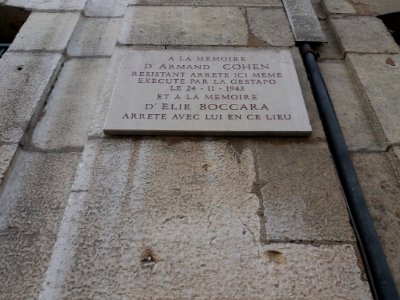 A LA MEMOIRE
D'ARMAND COHEN
RESISTANT ARRETE ICI MEME
EXECUTE PAR LA GESTAPO
LE 24 - 11 - 1943
ET A LA MEMOIRE
D'ELIE BOCCARA
ARRETE AVEC LUI EN CE LIEU